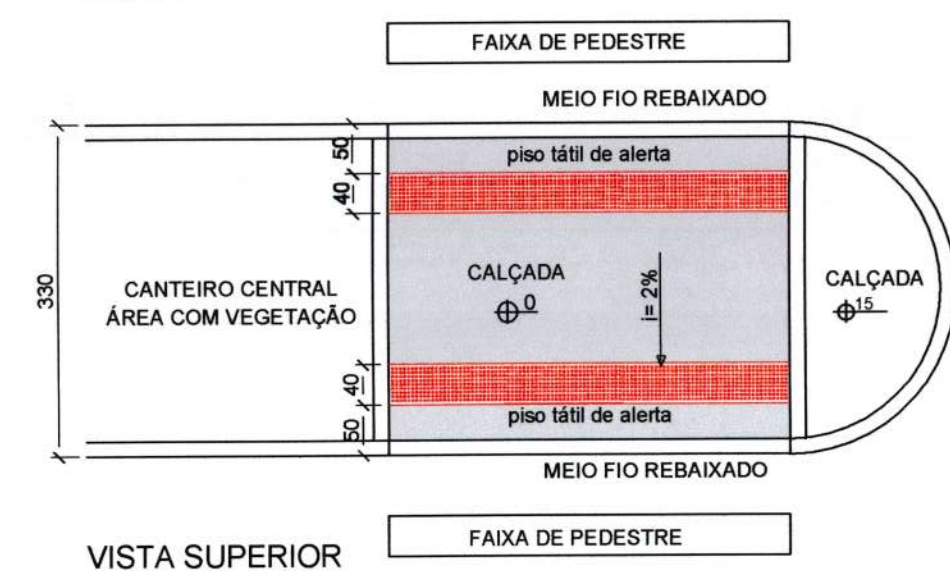 FAIXA DE PEDESTRE
MEIO FIO REBAIXADO
50
piso tátil de alerta
40
330
CANTEIRO CENTRAL
ÁREA COM VEGETAÇÃO
CALÇADA
0
i= 2%
CALÇADA
15
40
50
piso tátil de alerta
MEIO FIO REBAIXADO
FAIXA DE PEDESTRE
VISTA SUPERIOR